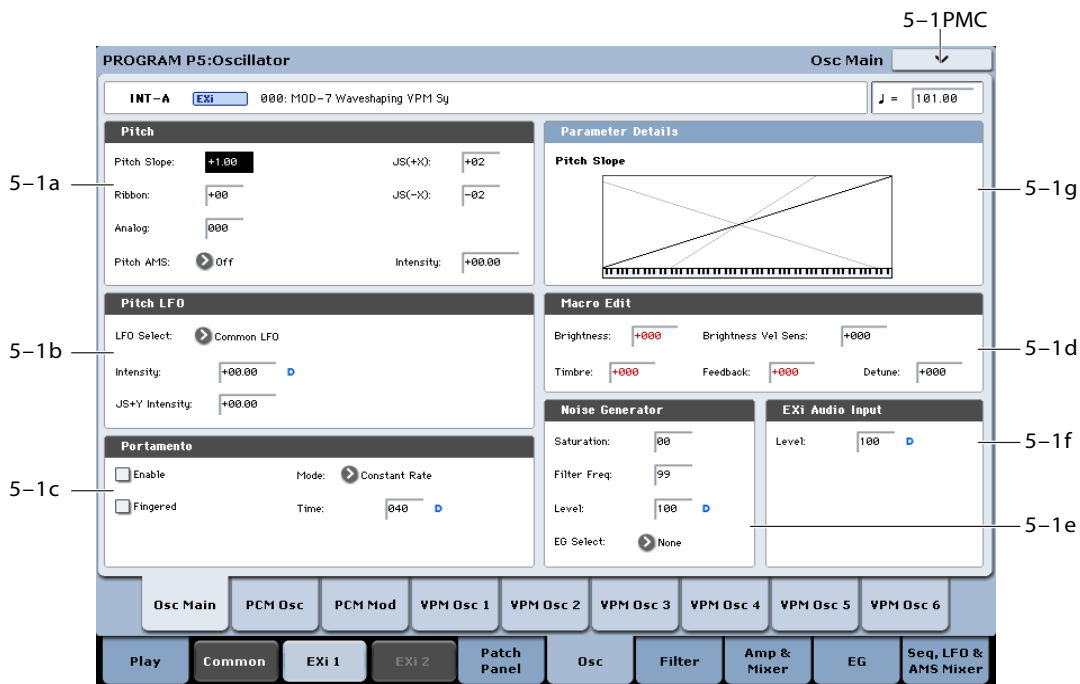 5–1PMC
PROGRAM P5:Oscillator
Osc Main
INT–A EXi 000: MOD–7 Waveshaping VPM Sy
♩ = 101.00
Pitch
Pitch Slope: +1.00 JS(+X): +02
Ribbon: +00 JS(–X): –02
Analog: 000
Pitch AMS: Off Intensity: +00.00
5–1a
Parameter Details
Pitch Slope
5–1g
Pitch LFO
LFO Select: Common LFO
Intensity: +00.00 D
JS+Y Intensity: +00.00
5–1b
Macro Edit
Brightness: +000 Brightness Vel Sens: +000
Timbre: +000 Feedback: +000 Detune: +000
5–1d
Portamento
Enable Mode: Constant Rate
Fingered Time: 040 D
5–1c
Noise Generator
Saturation: 00
Filter Freq: 99
Level: 100 D
EG Select: None
5–1e
EXi Audio Input
Level: 100 D
5–1f
Osc Main PCM Osc PCM Mod VPM Osc 1 VPM Osc 2 VPM Osc 3 VPM Osc 4 VPM Osc 5 VPM Osc 6
Play Common EXi 1 EXi 2 Patch Panel Osc Filter Amp & Mixer EG Seq, LFO & AMS Mixer